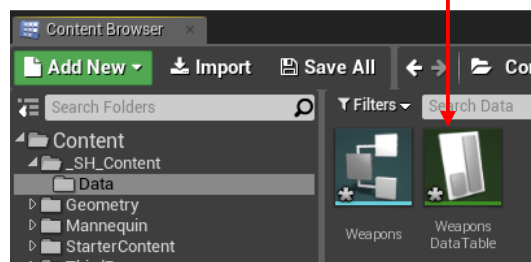 Content Browser
Add New Import Save All Co
Search Folders Filters Search Data
Content
_SH_Content
Data
Geometry
Mannequin
StarterContent
Weapons
Weapons
DataTable